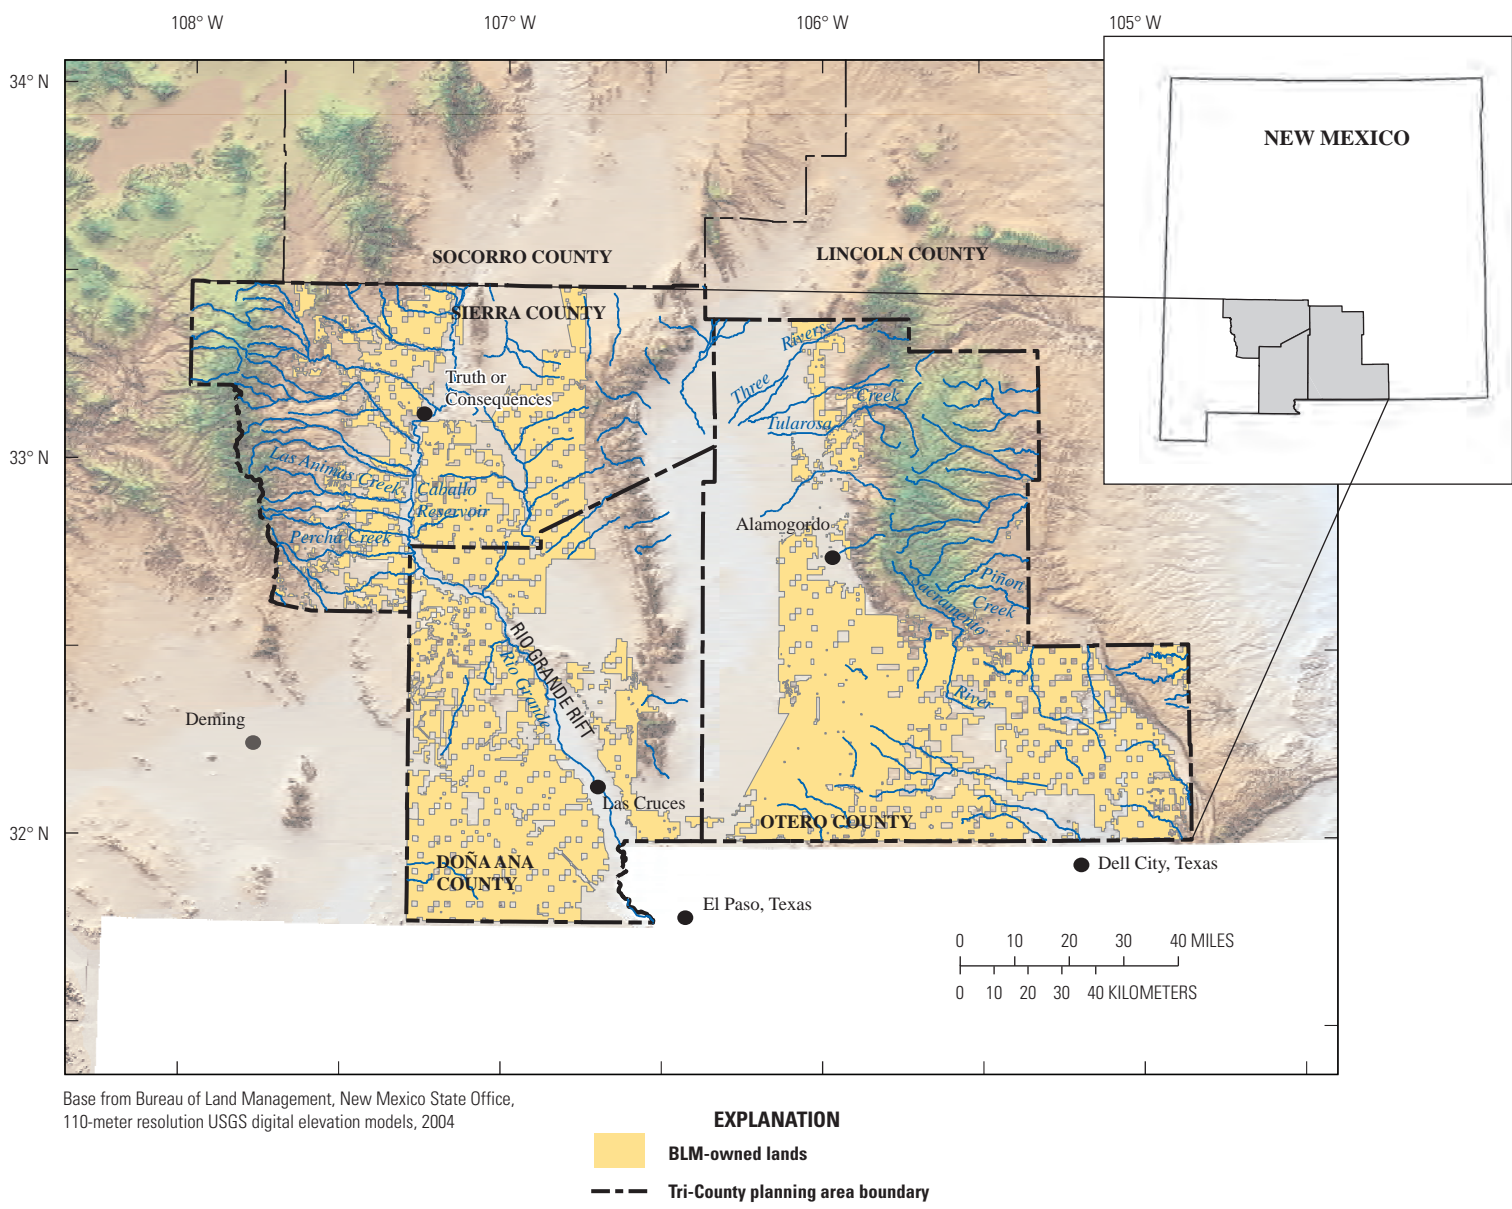 108° W
107° W
106° W
105° W
34° N
33° N
32° N
NEW MEXICO
SOCORRO COUNTY
LINCOLN COUNTY
SIERRA COUNTY
Truth or
Consequences
Three
Rivers
Tularosa
Creek
Las Animas Creek
Caballo
Reservoir
Percha Creek
Alamogordo
Piñon
Creek
Sacramento
River
RIO GRANDE RIFT
Rio Grande
Deming
Las Cruces
OTERO COUNTY
DOÑA ANA
COUNTY
Dell City, Texas
El Paso, Texas
0 10 20 30 40 MILES
0 10 20 30 40 KILOMETERS
Base from Bureau of Land Management, New Mexico State Office,
110-meter resolution USGS digital elevation models, 2004
EXPLANATION
BLM-owned lands
Tri-County planning area boundary